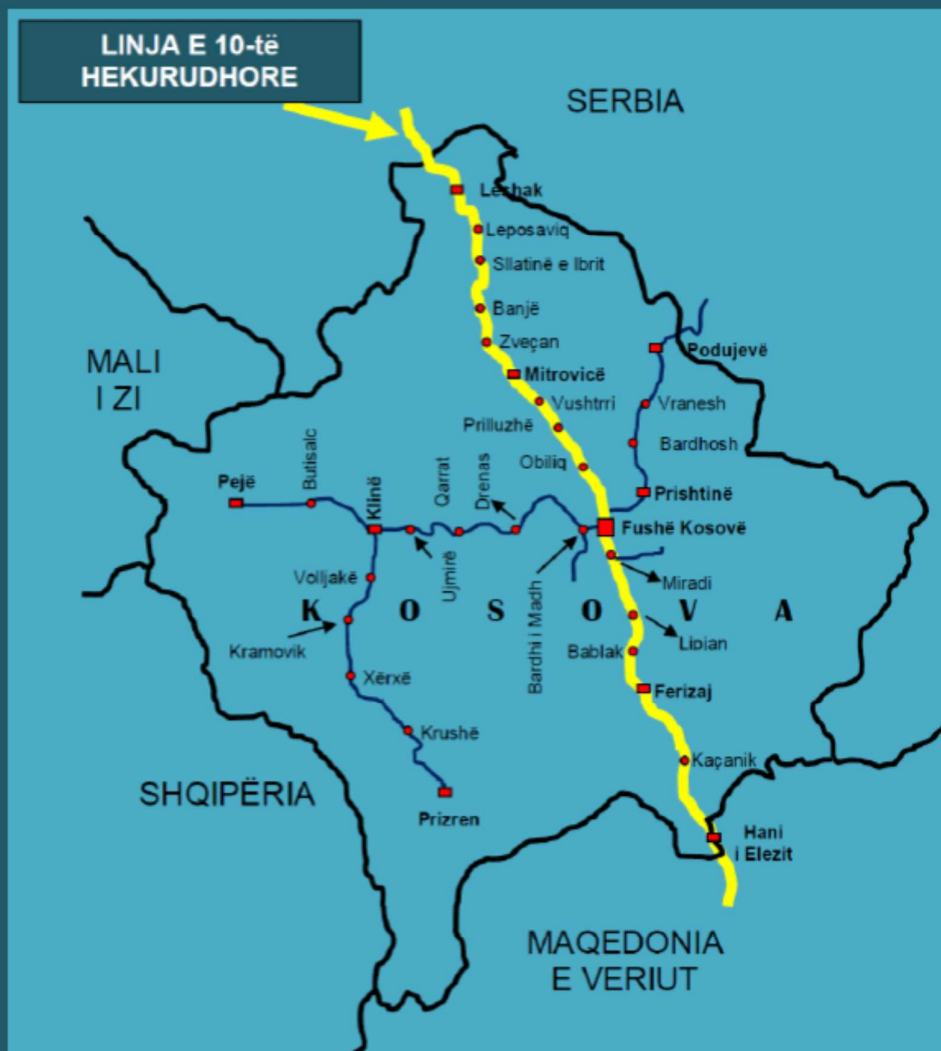 LINJA E 10-të
HEKURUDHORE
SERBIA
Leshak
Leposaviq
Sllatinë e Ibrit
Banjë
Zveçan
MALI
I ZI
Podujevë
Mitrovicë
Vushtrri
Vranesh
Prilluzhë
Bardhosh
Obiliq
Butisalc
Qarrat
Drenas
Pejë
Klinë
Prishtinë
Fushë Kosovë
Ujmirë
Miradi
Volljakë
K O S O V A
Bardhi i Madh
Kramovik
Lipjan
Bablak
Xërxë
Ferizaj
Krushë
Kaçanik
SHQIPËRIA
Prizren
Hani
i Elezit
MAQEDONIA
E VERIUT